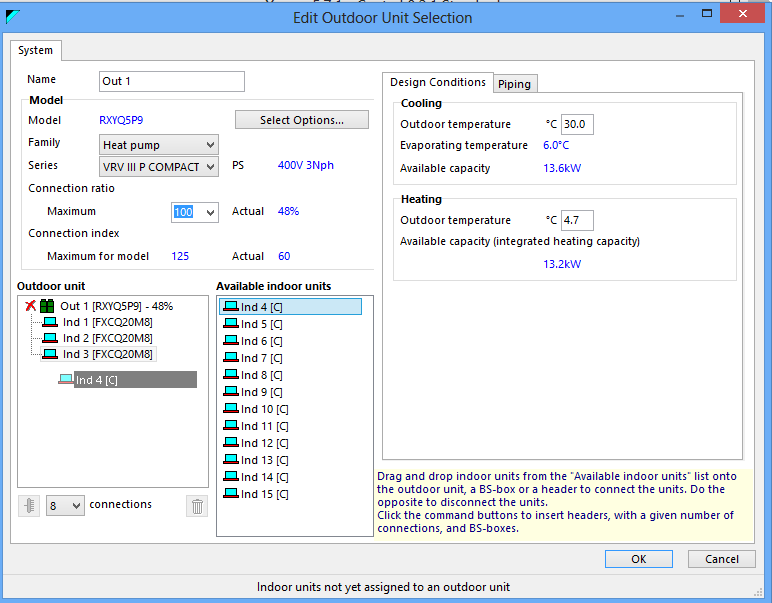 Edit Outdoor Unit Selection
System
Name
Out 1
Model
Model
RXYQ5P9
Select Options...
Family
Heat pump
Series
VRV III P COMPACT
PS
400V 3Nph
Connection ratio
Maximum
100
Actual
48%
Connection index
Maximum for model
125
Actual
60
Design Conditions
Piping
Cooling
Outdoor temperature
°C
30.0
Evaporating temperature
6.0°C
Available capacity
13.6kW
Heating
Outdoor temperature
°C
4.7
Available capacity (integrated heating capacity)
13.2kW
Outdoor unit
Out 1 [RXYQ5P9] - 48%
Ind 1 [FXCQ20M8]
Ind 2 [FXCQ20M8]
Ind 3 [FXCQ20M8]
Ind 4 [C]
8
connections
Available indoor units
Ind 4 [C]
Ind 5 [C]
Ind 6 [C]
Ind 7 [C]
Ind 8 [C]
Ind 9 [C]
Ind 10 [C]
Ind 11 [C]
Ind 12 [C]
Ind 13 [C]
Ind 14 [C]
Ind 15 [C]
Drag and drop indoor units from the "Available indoor units" list onto
the outdoor unit, a BS-box or a header to connect the units. Do the
opposite to disconnect the units.
Click the command buttons to insert headers, with a given number of
connections, and BS-boxes.
OK
Cancel
Indoor units not yet assigned to an outdoor unit